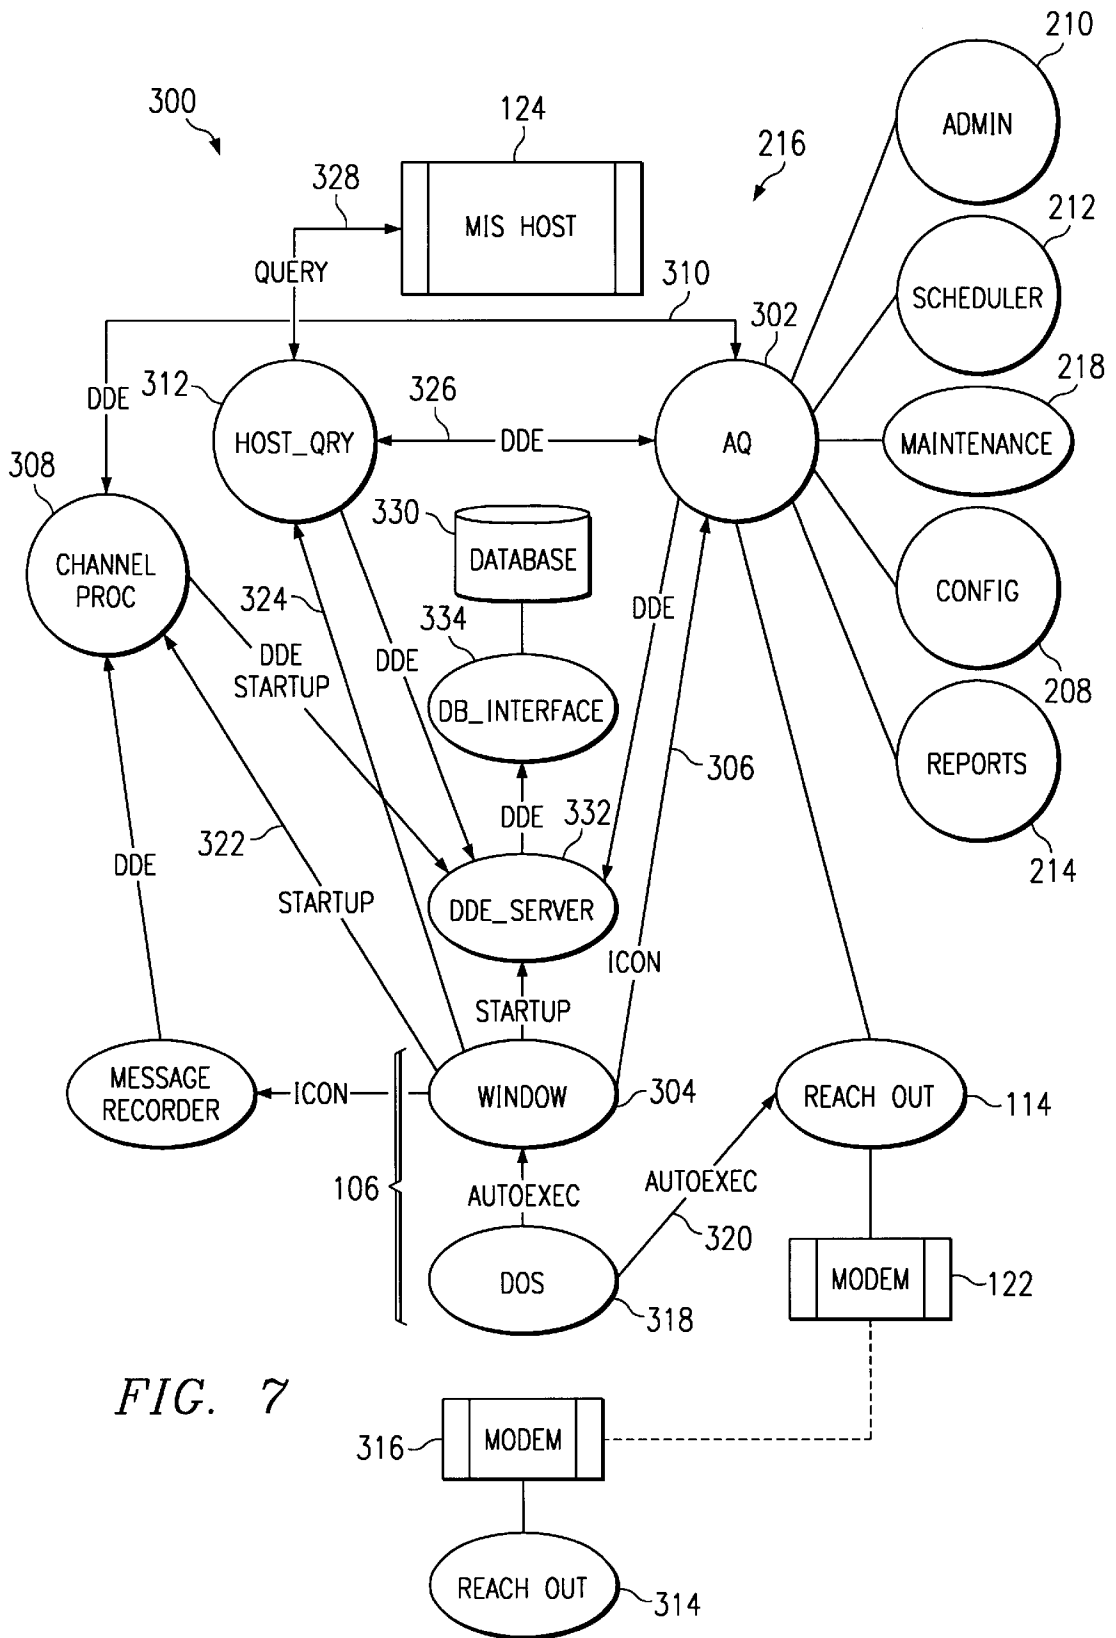 210
ADMIN
300
124
216
328
MIS HOST
212
QUERY
310
SCHEDULER
302
312
326
218
DDE
HOST_QRY
DDE
AQ
MAINTENANCE
308
330
CHANNEL
PROC
324
DATABASE
CONFIG
DDE
334
DDE
DDE
STARTUP
208
DB_INTERFACE
306
REPORTS
322
DDE
332
DDE
214
STARTUP
DDE_SERVER
ICON
STARTUP
MESSAGE
RECORDER
ICON
WINDOW
304
REACH OUT
114
106
AUTOEXEC
AUTOEXEC
320
DOS
318
MODEM
122
FIG. 7
316
MODEM
REACH OUT
314